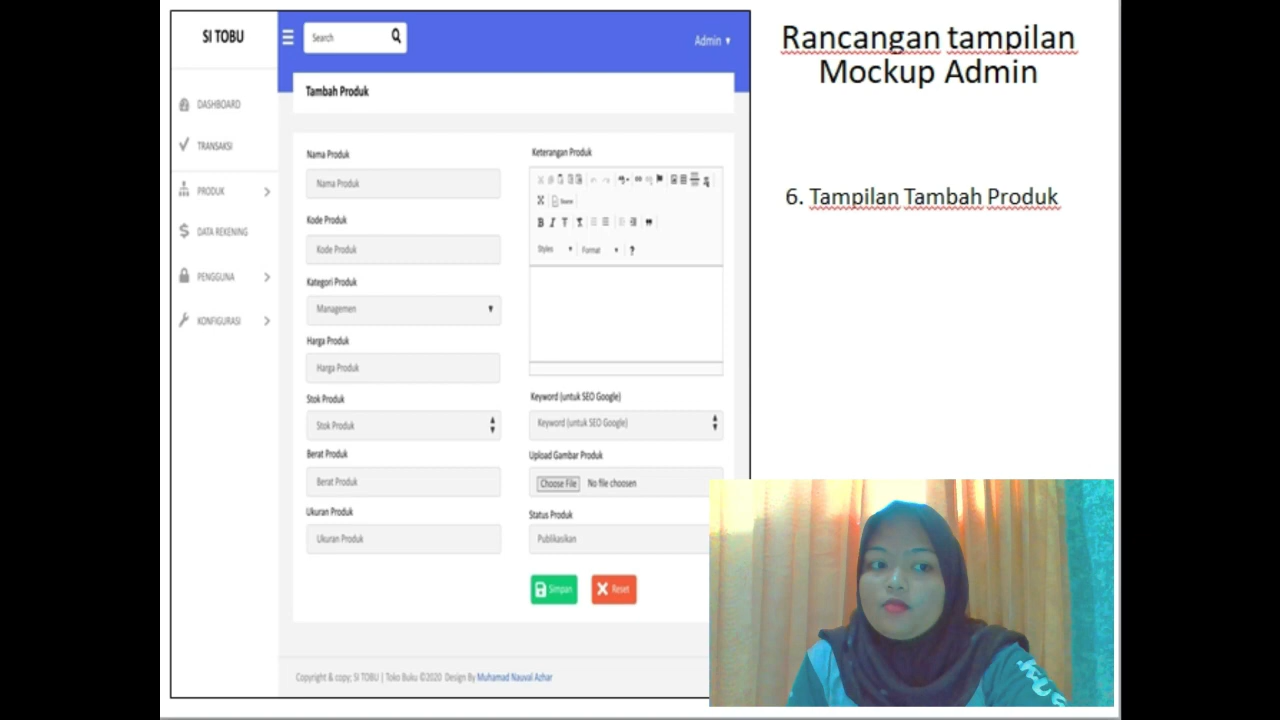 SI TOBU
Search
Admin
Rancangan tampilan
Mockup Admin
Tambah Produk
DASHBOARD
TRANSAKSI
PRODUK
DATA REKENING
PENGGUNA
KONFIGURASI
Nama Produk
Nama Produk
Kode Produk
Kode Produk
Kategori Produk
Managemen
Harga Produk
Harga Produk
Stok Produk
Stok Produk
Berat Produk
Berat Produk
Ukuran Produk
Ukuran Produk
Keterangan Produk
Source
B I T
Styles Format ?
Keyword (untuk SEO Google)
Keyword (untuk SEO Google)
Upload Gambar Produk
Choose File No file choosen
Status Produk
Publikasikan
Simpan Reset
6. Tampilan Tambah Produk
Copyright & copy; SI TOBU | Toko Buku ©2020 Design By Muhamad Nauval Azhar